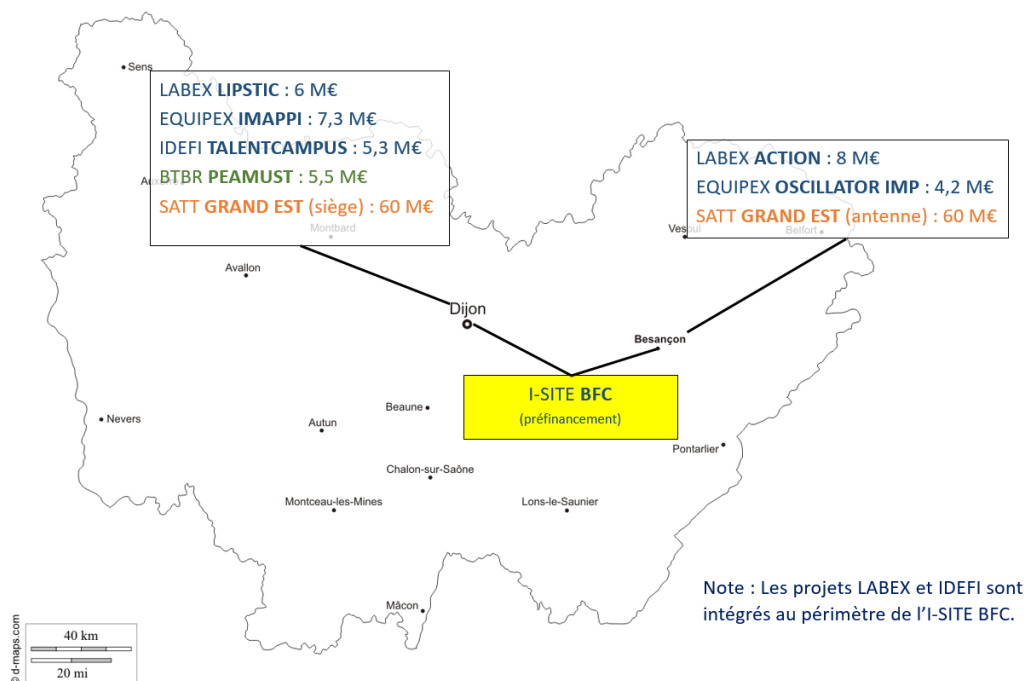 Sens
LABEX LIPSTIC : 6 M€
EQUIPEX IMAPPI : 7,3 M€
IDEFI TALENTCAMPUS : 5,3 M€
BTBR PEAMUST : 5,5 M€
SATT GRAND EST (siège) : 60 M€
Montbard
LABEX ACTION : 8 M€
EQUIPEX OSCILLATOR IMP : 4,2 M€
SATT GRAND EST (antenne) : 60 M€
Vesoul
Belfort
Avallon
Dijon
Besançon
I-SITE BFC
(préfinancement)
Beaune
Nevers
Autun
Pontarlier
Chalon-sur-Saône
Montceau-les-Mines
Lons-le-Saunier
Note : Les projets LABEX et IDEFI sont
intégrés au périmètre de l'I-SITE BFC.
Mâcon
40 km
20 mi
© d-maps.com